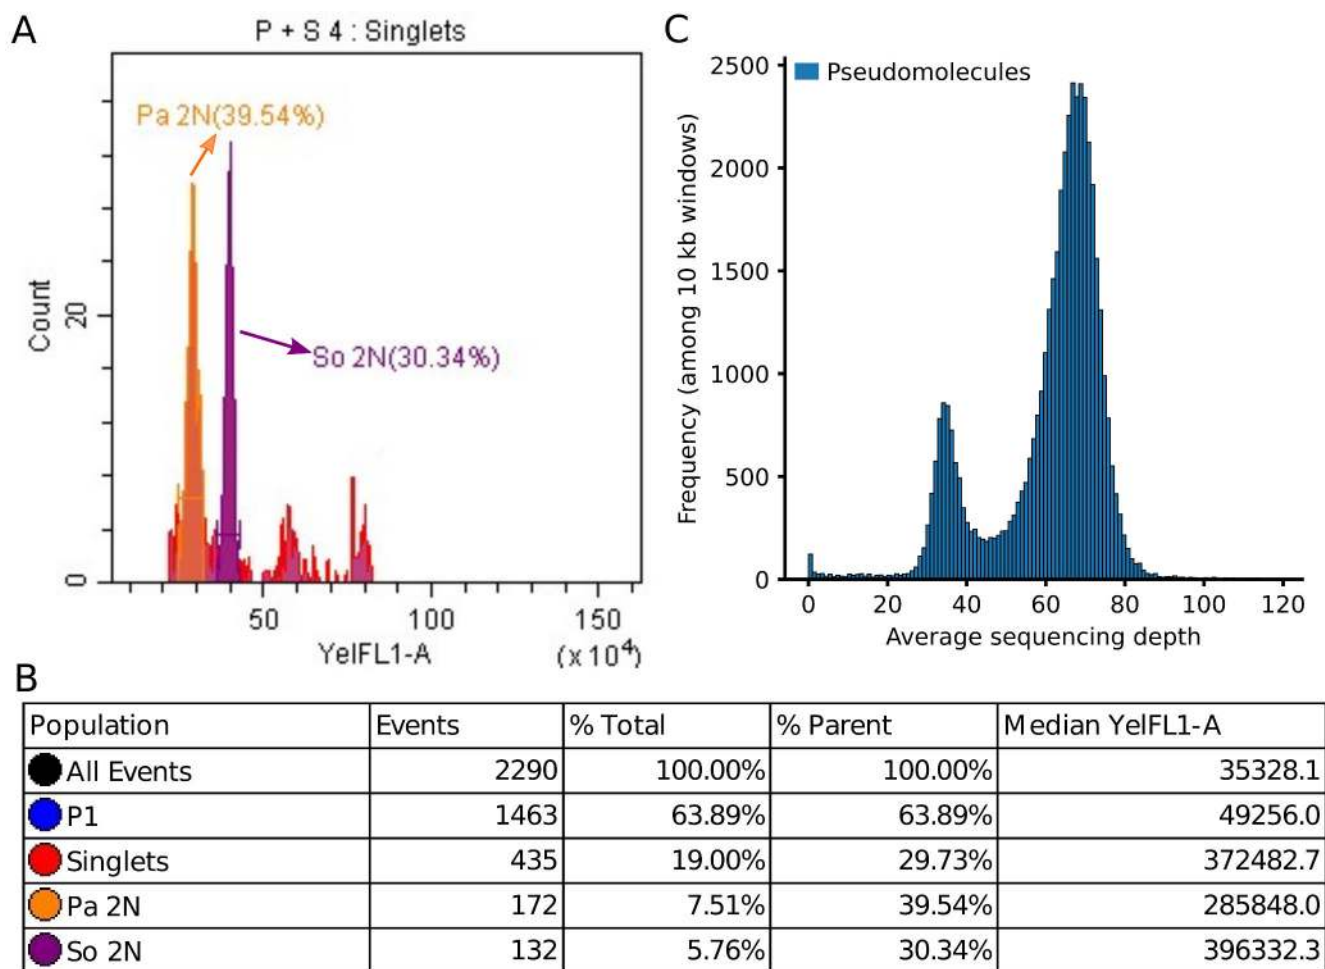 A
P + S 4 : Singlets
Pa 2N(39.54%)
So 2N(30.34%)
Count
20
0
50 100 150
YelFL1-A (x 10⁴)
C
Pseudomolecules
Frequency (among 10 kb windows)
2500
2000
1500
1000
500
0
0 20 40 60 80 100 120
Average sequencing depth
B
Population Events % Total % Parent Median YelFL1-A
All Events 2290 100.00% 100.00% 35328.1
P1 1463 63.89% 63.89% 49256.0
Singlets 435 19.00% 29.73% 372482.7
Pa 2N 172 7.51% 39.54% 285848.0
So 2N 132 5.76% 30.34% 396332.3